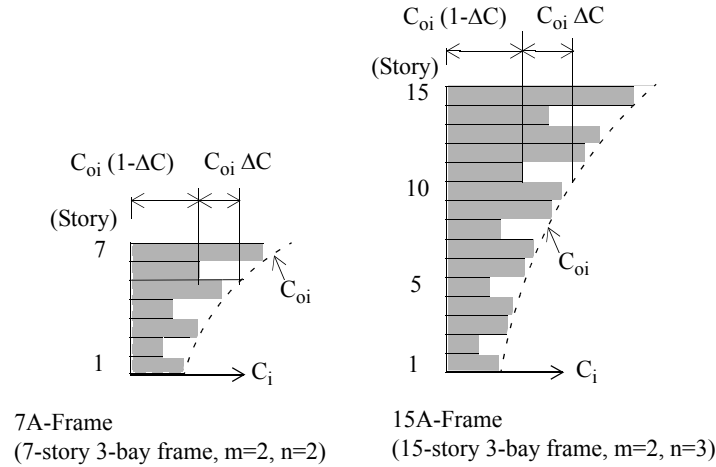 C_oi (1-ΔC) C_oi ΔC
(Story)
7
1
C_oi
C_i
7A-Frame
(7-story 3-bay frame, m=2, n=2)
C_oi (1-ΔC) C_oi ΔC
(Story)
15
10
5
1
C_oi
C_i
15A-Frame
(15-story 3-bay frame, m=2, n=3)